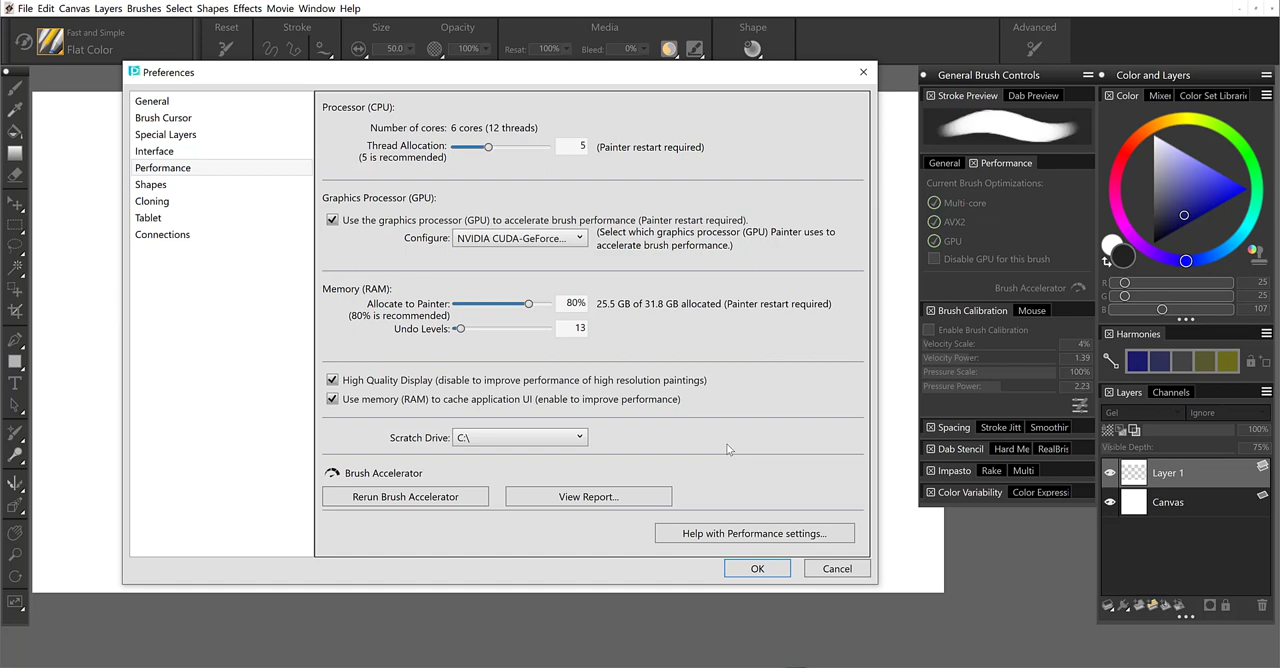 File Edit Canvas Layers Brushes Select Shapes Effects Movie Window Help
Fast and Simple
Flat Color
Reset
Stroke
Size
50.0
Opacity
100%
Media
Resat: 100% Bleed: 0%
Shape
Advanced
Preferences
General
Brush Cursor
Special Layers
Interface
Performance
Shapes
Cloning
Tablet
Connections
Processor (CPU):
Number of cores: 6 cores (12 threads)
Thread Allocation: 5 (Painter restart required)
(5 is recommended)
Graphics Processor (GPU):
Use the graphics processor (GPU) to accelerate brush performance (Painter restart required).
Configure: NVIDIA CUDA-GeForce... (Select which graphics processor (GPU) Painter uses to
accelerate brush performance.)
Memory (RAM):
Allocate to Painter: 80% 25.5 GB of 31.8 GB allocated (Painter restart required)
(80% is recommended)
Undo Levels: 13
High Quality Display (disable to improve performance of high resolution paintings)
Use memory (RAM) to cache application UI (enable to improve performance)
Scratch Drive: C:\
Brush Accelerator
Rerun Brush Accelerator View Report...
Help with Performance settings...
OK Cancel
General Brush Controls
Stroke Preview Dab Preview
General Performance
Current Brush Optimizations:
Multi-core
AVX2
GPU
Disable GPU for this brush
Brush Accelerator
Brush Calibration Mouse
Enable Brush Calibration
Velocity Scale: 4%
Velocity Power: 1.39
Pressure Scale: 100%
Pressure Power: 2.23
Spacing Stroke Jitt Smoothir
Dab Stencil Hard Me RealBris
Impasto Rake Multi
Color Variability Color Expressi
Color and Layers
Color Mixer Color Set Librari
R 25
G 25
B 107
Harmonies
Layers Channels
Gel Ignore
100%
Visible Depth: 75%
Layer 1
Canvas